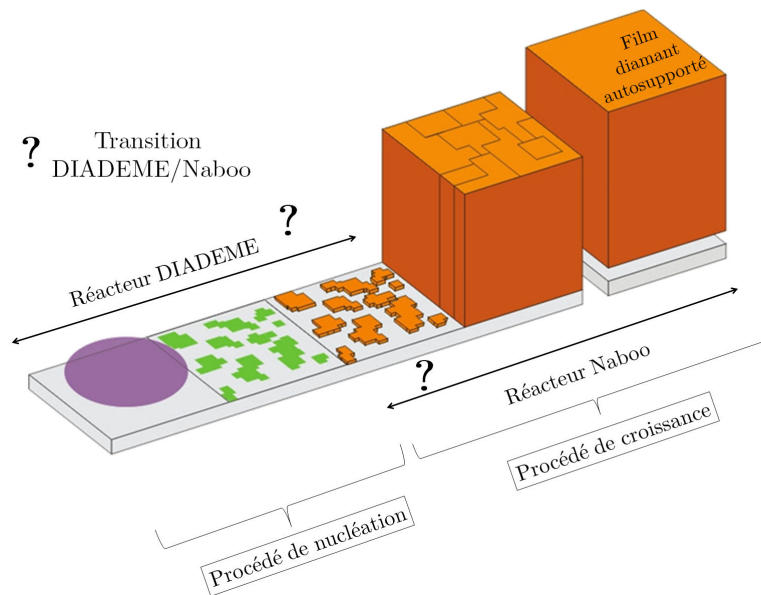 Film
diamant
autosupporté
? Transition
DIADEME/Naboo
?
Réacteur DIADEME
?
Réacteur Naboo
Procédé de croissance
Procédé de nucléation